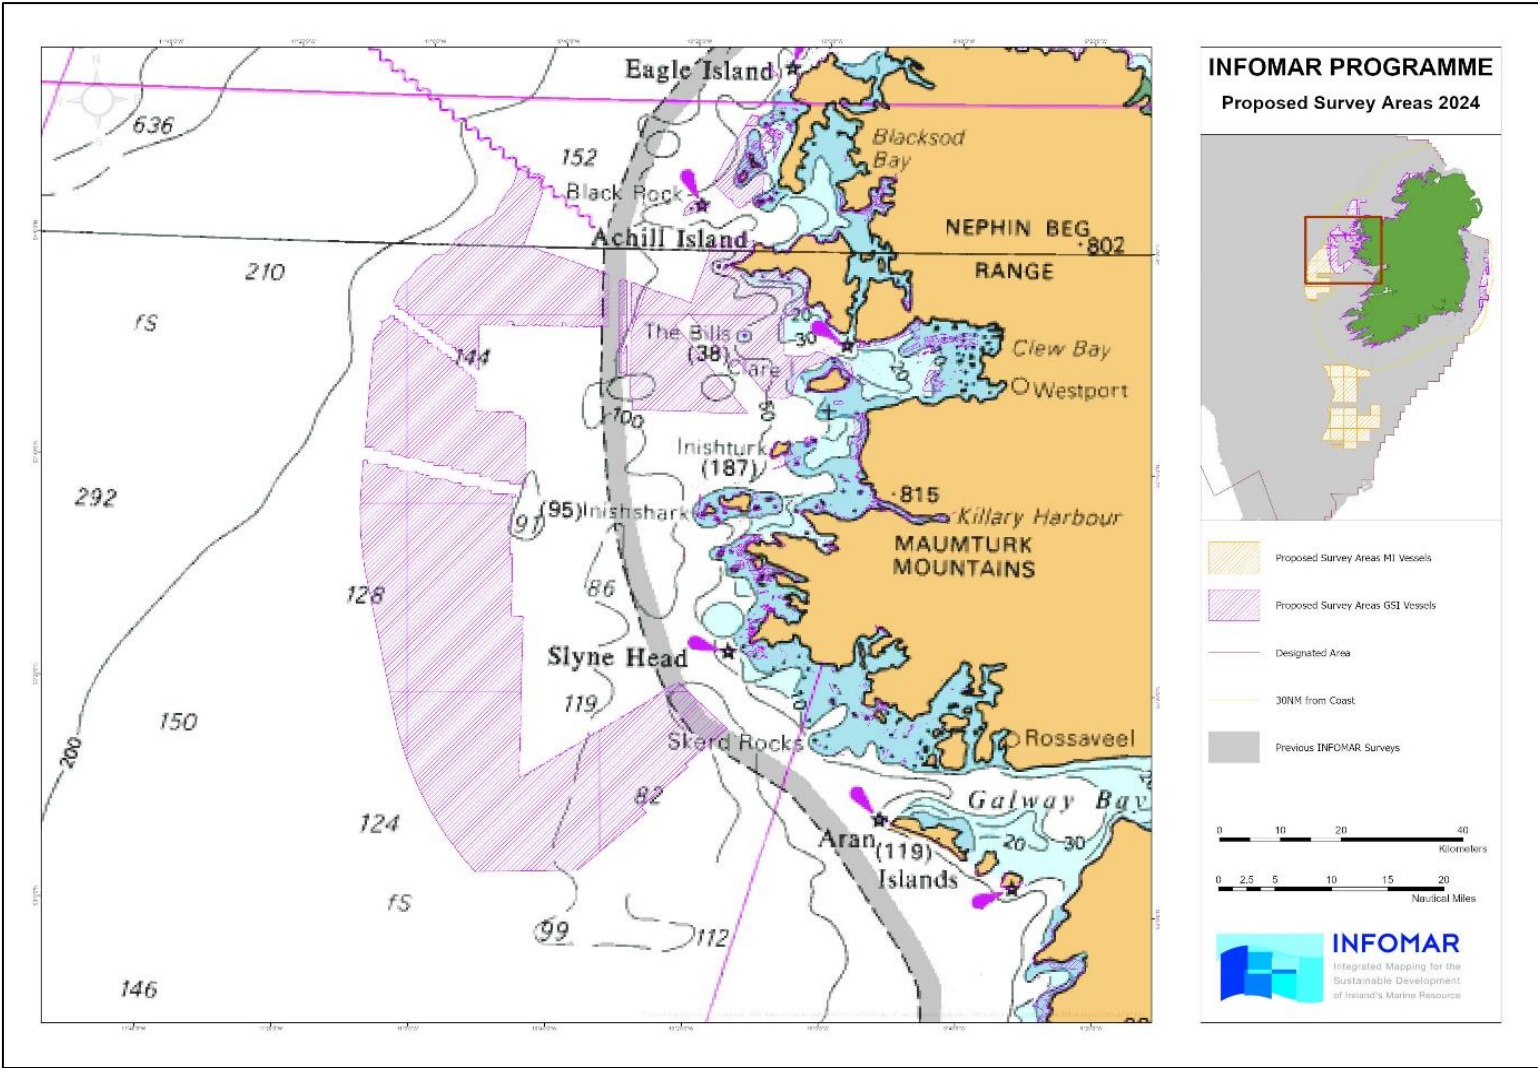 Eagle Island
636
Blacksod
Bay
152
Black Rock
Achill Island
NEPHIN BEG
802
RANGE
210
fS
20
30
The Bills
(38)
Clare
144
Clew Bay
Westport
100
Inishturk
(187)
292
815
91
(95)
Inishshark
Killary Harbour
MAUMTURK
MOUNTAINS
128
86
Slyne Head
119
150
Skerd Rocks
Rossaveel
200
82
Galway Bay
124
Aran
(119)
Islands
20
30
fS
99
112
146
INFOMAR PROGRAMME
Proposed Survey Areas 2024
Proposed Survey Areas MI Vessels
Proposed Survey Areas GSI Vessels
Designated Area
30NM from Coast
Previous INFOMAR Surveys
0 10 20 40
Kilometers
0 2.5 5 10 15 20
Nautical Miles
INFOMAR
Integrated Mapping for the
Sustainable Development
of Ireland's Marine Resource